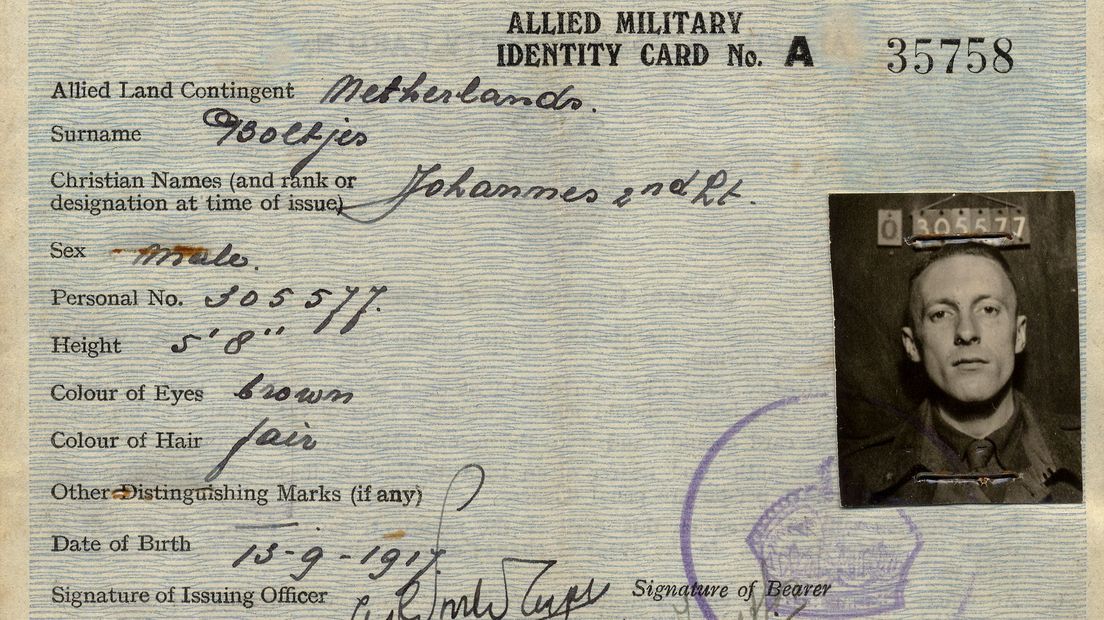 ALLIED MILITARY
IDENTITY CARD No. A 35758
Allied Land Contingent Netherlands.
Surname Boltjes
Christian Names (and rank or
designation at time of issue) Johannes 2nd Lt.
Sex Male.
Personal No. 305577.
Height 5' 8"
Colour of Eyes brown
Colour of Hair fair
Other Distinguishing Marks (if any)
Date of Birth 13-9-1917
Signature of Issuing Officer
Signature of Bearer
0 305577